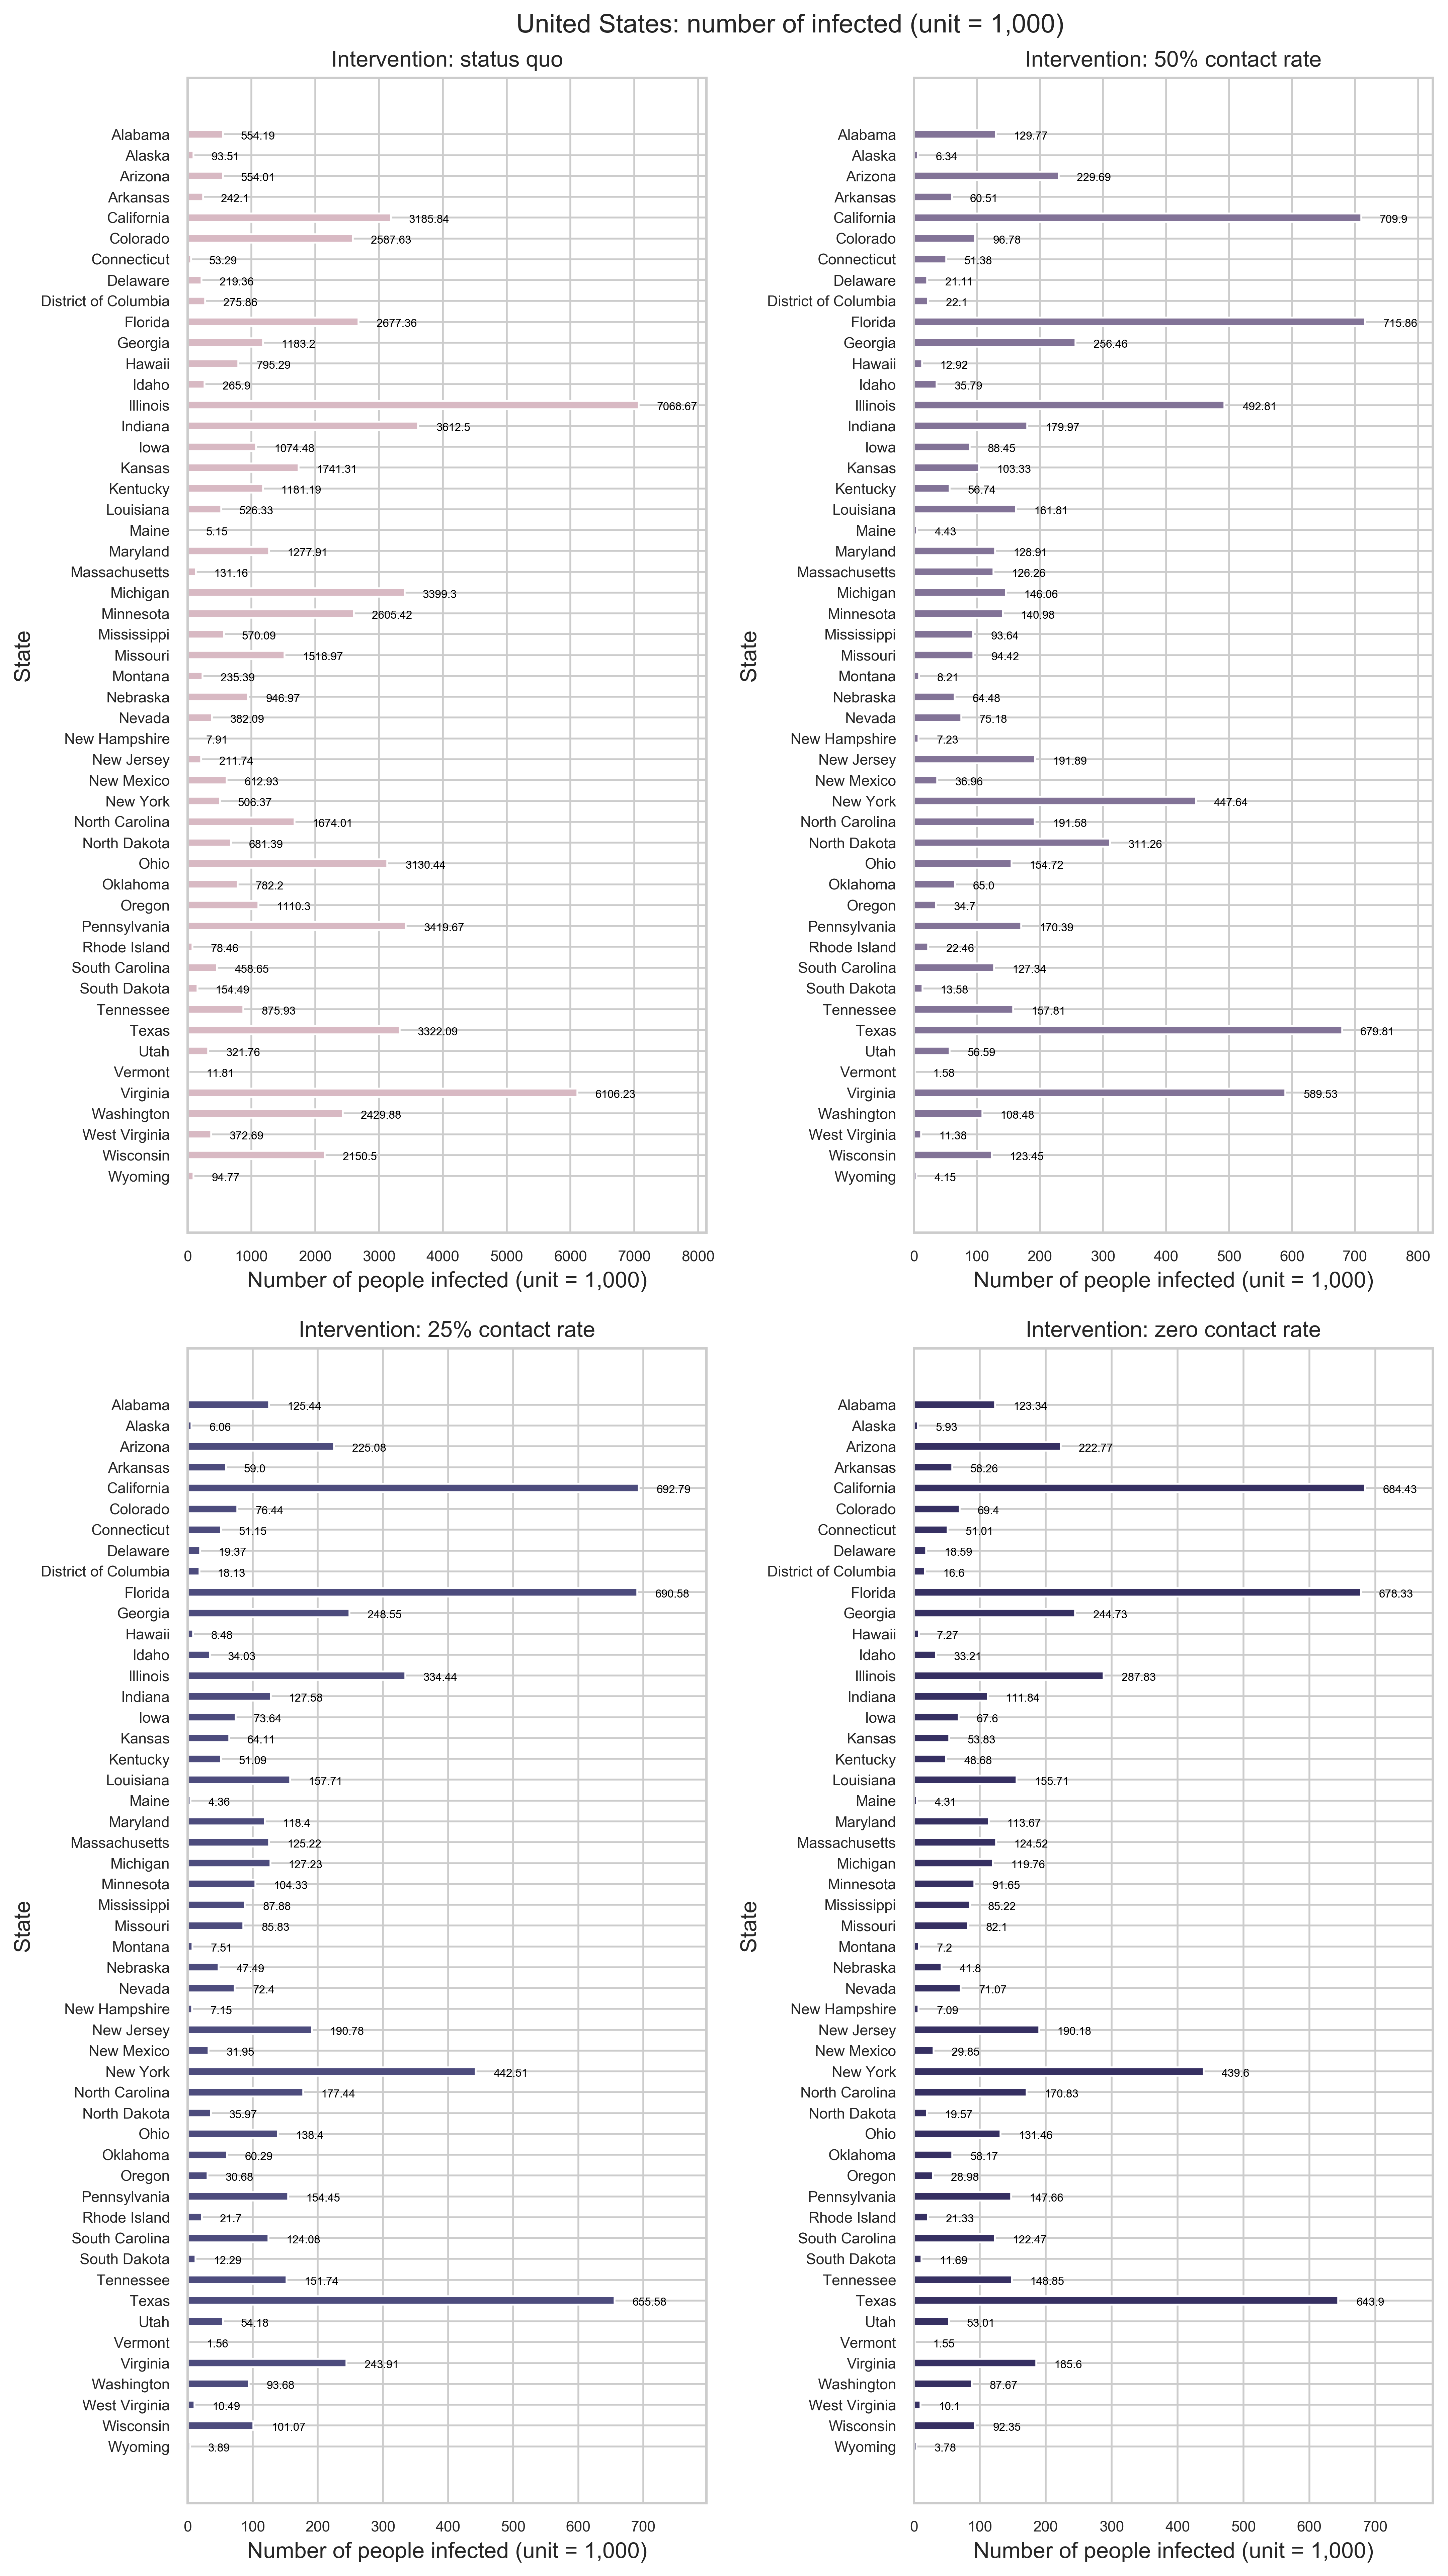 United States: number of infected (unit = 1,000)
Intervention: status quo
Alabama 554.19
Alaska 93.51
Arizona 554.01
Arkansas 242.1
California 3185.84
Colorado 2587.63
Connecticut 53.29
Delaware 219.36
District of Columbia 275.86
Florida 2677.36
Georgia 1183.2
Hawaii 795.29
Idaho 265.9
Illinois 7068.67
Indiana 3612.5
Iowa 1074.48
Kansas 1741.31
Kentucky 1181.19
Louisiana 526.33
Maine 5.15
Maryland 1277.91
Massachusetts 131.16
Michigan 3399.3
Minnesota 2605.42
Mississippi 570.09
Missouri 1518.97
Montana 235.39
Nebraska 946.97
Nevada 382.09
New Hampshire 7.91
New Jersey 211.74
New Mexico 612.93
New York 506.37
North Carolina 1674.01
North Dakota 681.39
Ohio 3130.44
Oklahoma 782.2
Oregon 1110.3
Pennsylvania 3419.67
Rhode Island 78.46
South Carolina 458.65
South Dakota 154.49
Tennessee 875.93
Texas 3322.09
Utah 321.76
Vermont 11.81
Virginia 6106.23
Washington 2429.88
West Virginia 372.69
Wisconsin 2150.5
Wyoming 94.77
State
0 1000 2000 3000 4000 5000 6000 7000 8000
Number of people infected (unit = 1,000)
Intervention: 50% contact rate
Alabama 129.77
Alaska 6.34
Arizona 229.69
Arkansas 60.51
California 709.9
Colorado 96.78
Connecticut 51.38
Delaware 21.11
District of Columbia 22.1
Florida 715.86
Georgia 256.46
Hawaii 12.92
Idaho 35.79
Illinois 492.81
Indiana 179.97
Iowa 88.45
Kansas 103.33
Kentucky 56.74
Louisiana 161.81
Maine 4.43
Maryland 128.91
Massachusetts 126.26
Michigan 146.06
Minnesota 140.98
Mississippi 93.64
Missouri 94.42
Montana 8.21
Nebraska 64.48
Nevada 75.18
New Hampshire 7.23
New Jersey 191.89
New Mexico 36.96
New York 447.64
North Carolina 191.58
North Dakota 311.26
Ohio 154.72
Oklahoma 65.0
Oregon 34.7
Pennsylvania 170.39
Rhode Island 22.46
South Carolina 127.34
South Dakota 13.58
Tennessee 157.81
Texas 679.81
Utah 56.59
Vermont 1.58
Virginia 589.53
Washington 108.48
West Virginia 11.38
Wisconsin 123.45
Wyoming 4.15
State
0 100 200 300 400 500 600 700 800
Number of people infected (unit = 1,000)
Intervention: 25% contact rate
Alabama 125.44
Alaska 6.06
Arizona 225.08
Arkansas 59.0
California 692.79
Colorado 76.44
Connecticut 51.15
Delaware 19.37
District of Columbia 18.13
Florida 690.58
Georgia 248.55
Hawaii 8.48
Idaho 34.03
Illinois 334.44
Indiana 127.58
Iowa 73.64
Kansas 64.11
Kentucky 51.09
Louisiana 157.71
Maine 4.36
Maryland 118.4
Massachusetts 125.22
Michigan 127.23
Minnesota 104.33
Mississippi 87.88
Missouri 85.83
Montana 7.51
Nebraska 47.49
Nevada 72.4
New Hampshire 7.15
New Jersey 190.78
New Mexico 31.95
New York 442.51
North Carolina 177.44
North Dakota 35.97
Ohio 138.4
Oklahoma 60.29
Oregon 30.68
Pennsylvania 154.45
Rhode Island 21.7
South Carolina 124.08
South Dakota 12.29
Tennessee 151.74
Texas 655.58
Utah 54.18
Vermont 1.56
Virginia 243.91
Washington 93.68
West Virginia 10.49
Wisconsin 101.07
Wyoming 3.89
State
0 100 200 300 400 500 600 700
Number of people infected (unit = 1,000)
Intervention: zero contact rate
Alabama 123.34
Alaska 5.93
Arizona 222.77
Arkansas 58.26
California 684.43
Colorado 69.4
Connecticut 51.01
Delaware 18.59
District of Columbia 16.6
Florida 678.33
Georgia 244.73
Hawaii 7.27
Idaho 33.21
Illinois 287.83
Indiana 111.84
Iowa 67.6
Kansas 53.83
Kentucky 48.68
Louisiana 155.71
Maine 4.31
Maryland 113.67
Massachusetts 124.52
Michigan 119.76
Minnesota 91.65
Mississippi 85.22
Missouri 82.1
Montana 7.2
Nebraska 41.8
Nevada 71.07
New Hampshire 7.09
New Jersey 190.18
New Mexico 29.85
New York 439.6
North Carolina 170.83
North Dakota 19.57
Ohio 131.46
Oklahoma 58.17
Oregon 28.98
Pennsylvania 147.66
Rhode Island 21.33
South Carolina 122.47
South Dakota 11.69
Tennessee 148.85
Texas 643.9
Utah 53.01
Vermont 1.55
Virginia 185.6
Washington 87.67
West Virginia 10.1
Wisconsin 92.35
Wyoming 3.78
State
0 100 200 300 400 500 600 700
Number of people infected (unit = 1,000)